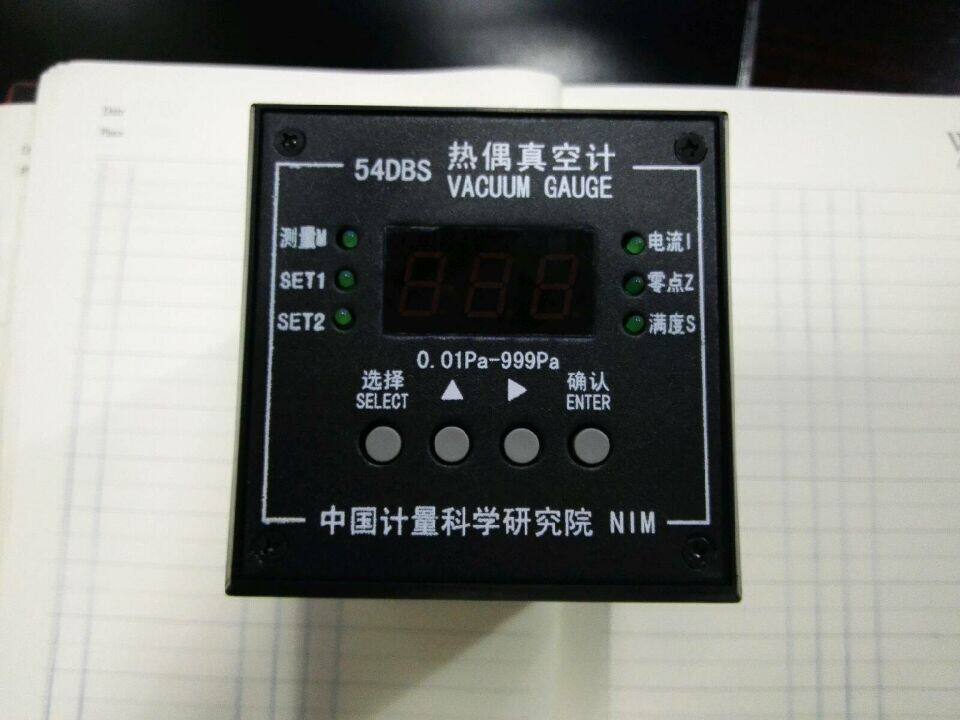 54DBS 热偶真空计
VACUUM GAUGE
测量M
SET1
SET2
电流I
零点Z
满度S
0.01Pa-999Pa
选择
SELECT
▲
▶
确认
ENTER
中国计量科学研究院 NIM